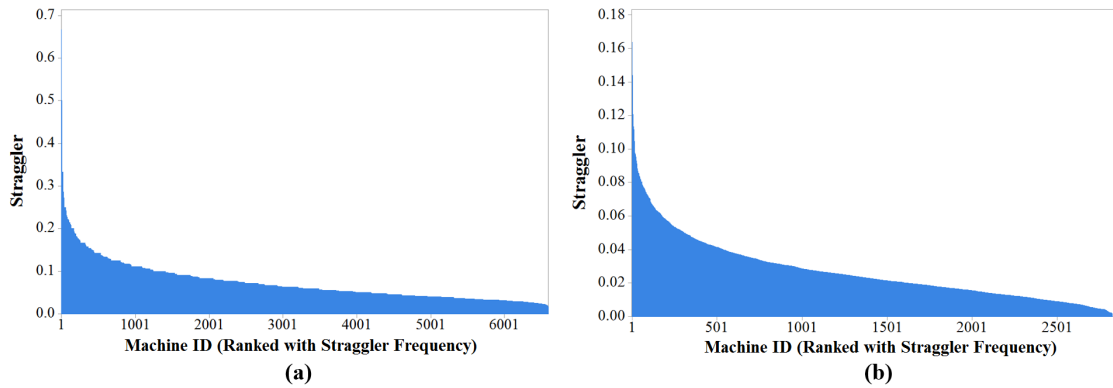 0.7
0.6
0.5
0.4
0.3
0.2
0.1
0.0
Straggler
1 1001 2001 3001 4001 5001 6001
Machine ID (Ranked with Straggler Frequency)
(a)
0.18
0.16
0.14
0.12
0.10
0.08
0.06
0.04
0.02
0.00
Straggler
1 501 1001 1501 2001 2501
Machine ID (Ranked with Straggler Frequency)
(b)